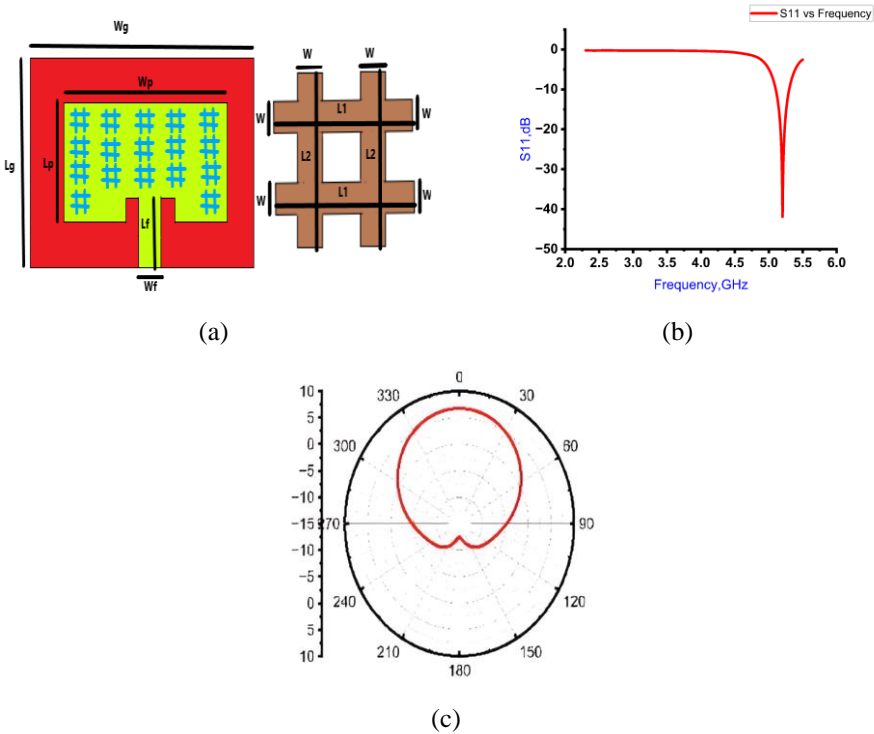 Wg
Wp
Lg
Lp
Lf
Wf
W W
W L1 W
L2 L2
W L1 W
(a)
S11 vs Frequency
S11,dB
0
−10
−20
−30
−40
−50
2.0 2.5 3.0 3.5 4.0 4.5 5.0 5.5 6.0
Frequency,GHz
(b)
10
5
0
−5
−10
−15
−10
−5
0
5
10
0
30
60
90
120
150
180
210
240
270
300
330
(c)